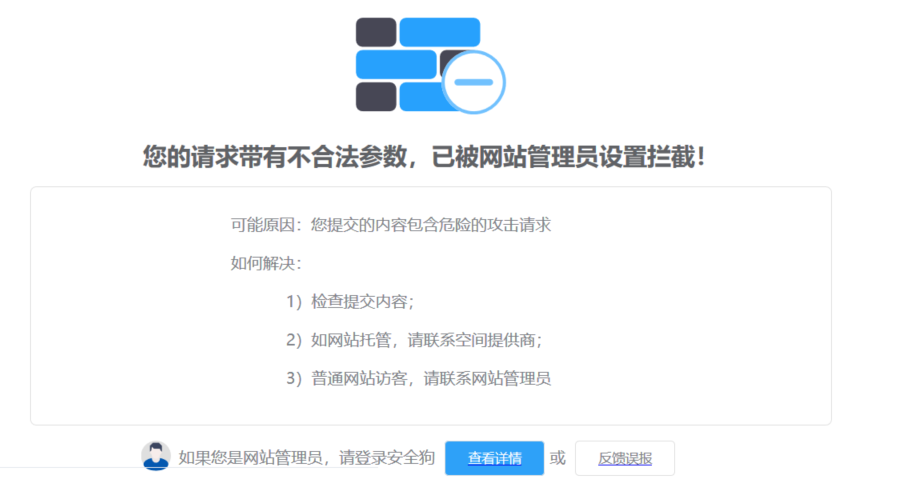 您的请求带有不合法参数，已被网站管理员设置拦截！
可能原因：您提交的内容包含危险的攻击请求
如何解决：
1）检查提交内容；
2）如网站托管，请联系空间提供商；
3）普通网站访客，请联系网站管理员
如果您是网站管理员，请登录安全狗 查看详情 或 反馈误报